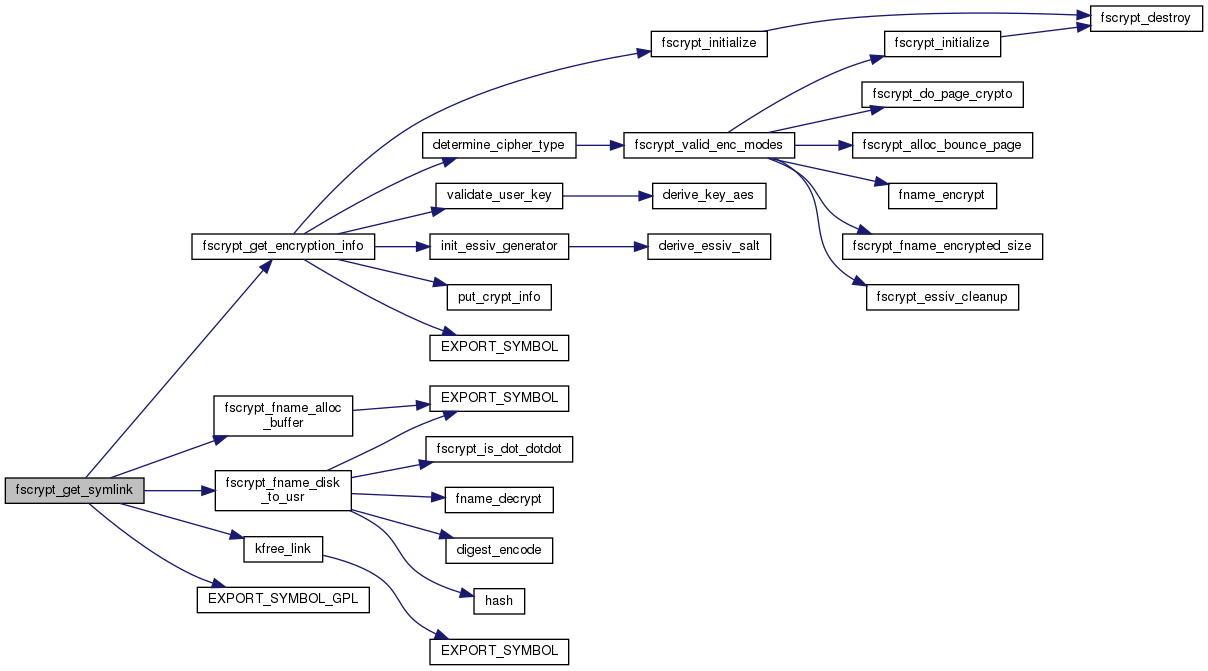 fscrypt_destroy
fscrypt_initialize
fscrypt_initialize
fscrypt_do_page_crypto
determine_cipher_type
fscrypt_valid_enc_modes
fscrypt_alloc_bounce_page
validate_user_key
derive_key_aes
fname_encrypt
fscrypt_get_encryption_info
init_essiv_generator
derive_essiv_salt
fscrypt_fname_encrypted_size
put_crypt_info
fscrypt_essiv_cleanup
EXPORT_SYMBOL
fscrypt_fname_alloc
_buffer
EXPORT_SYMBOL
fscrypt_is_dot_dotdot
fscrypt_get_symlink
fscrypt_fname_disk
_to_usr
fname_decrypt
kfree_link
digest_encode
EXPORT_SYMBOL_GPL
hash
EXPORT_SYMBOL